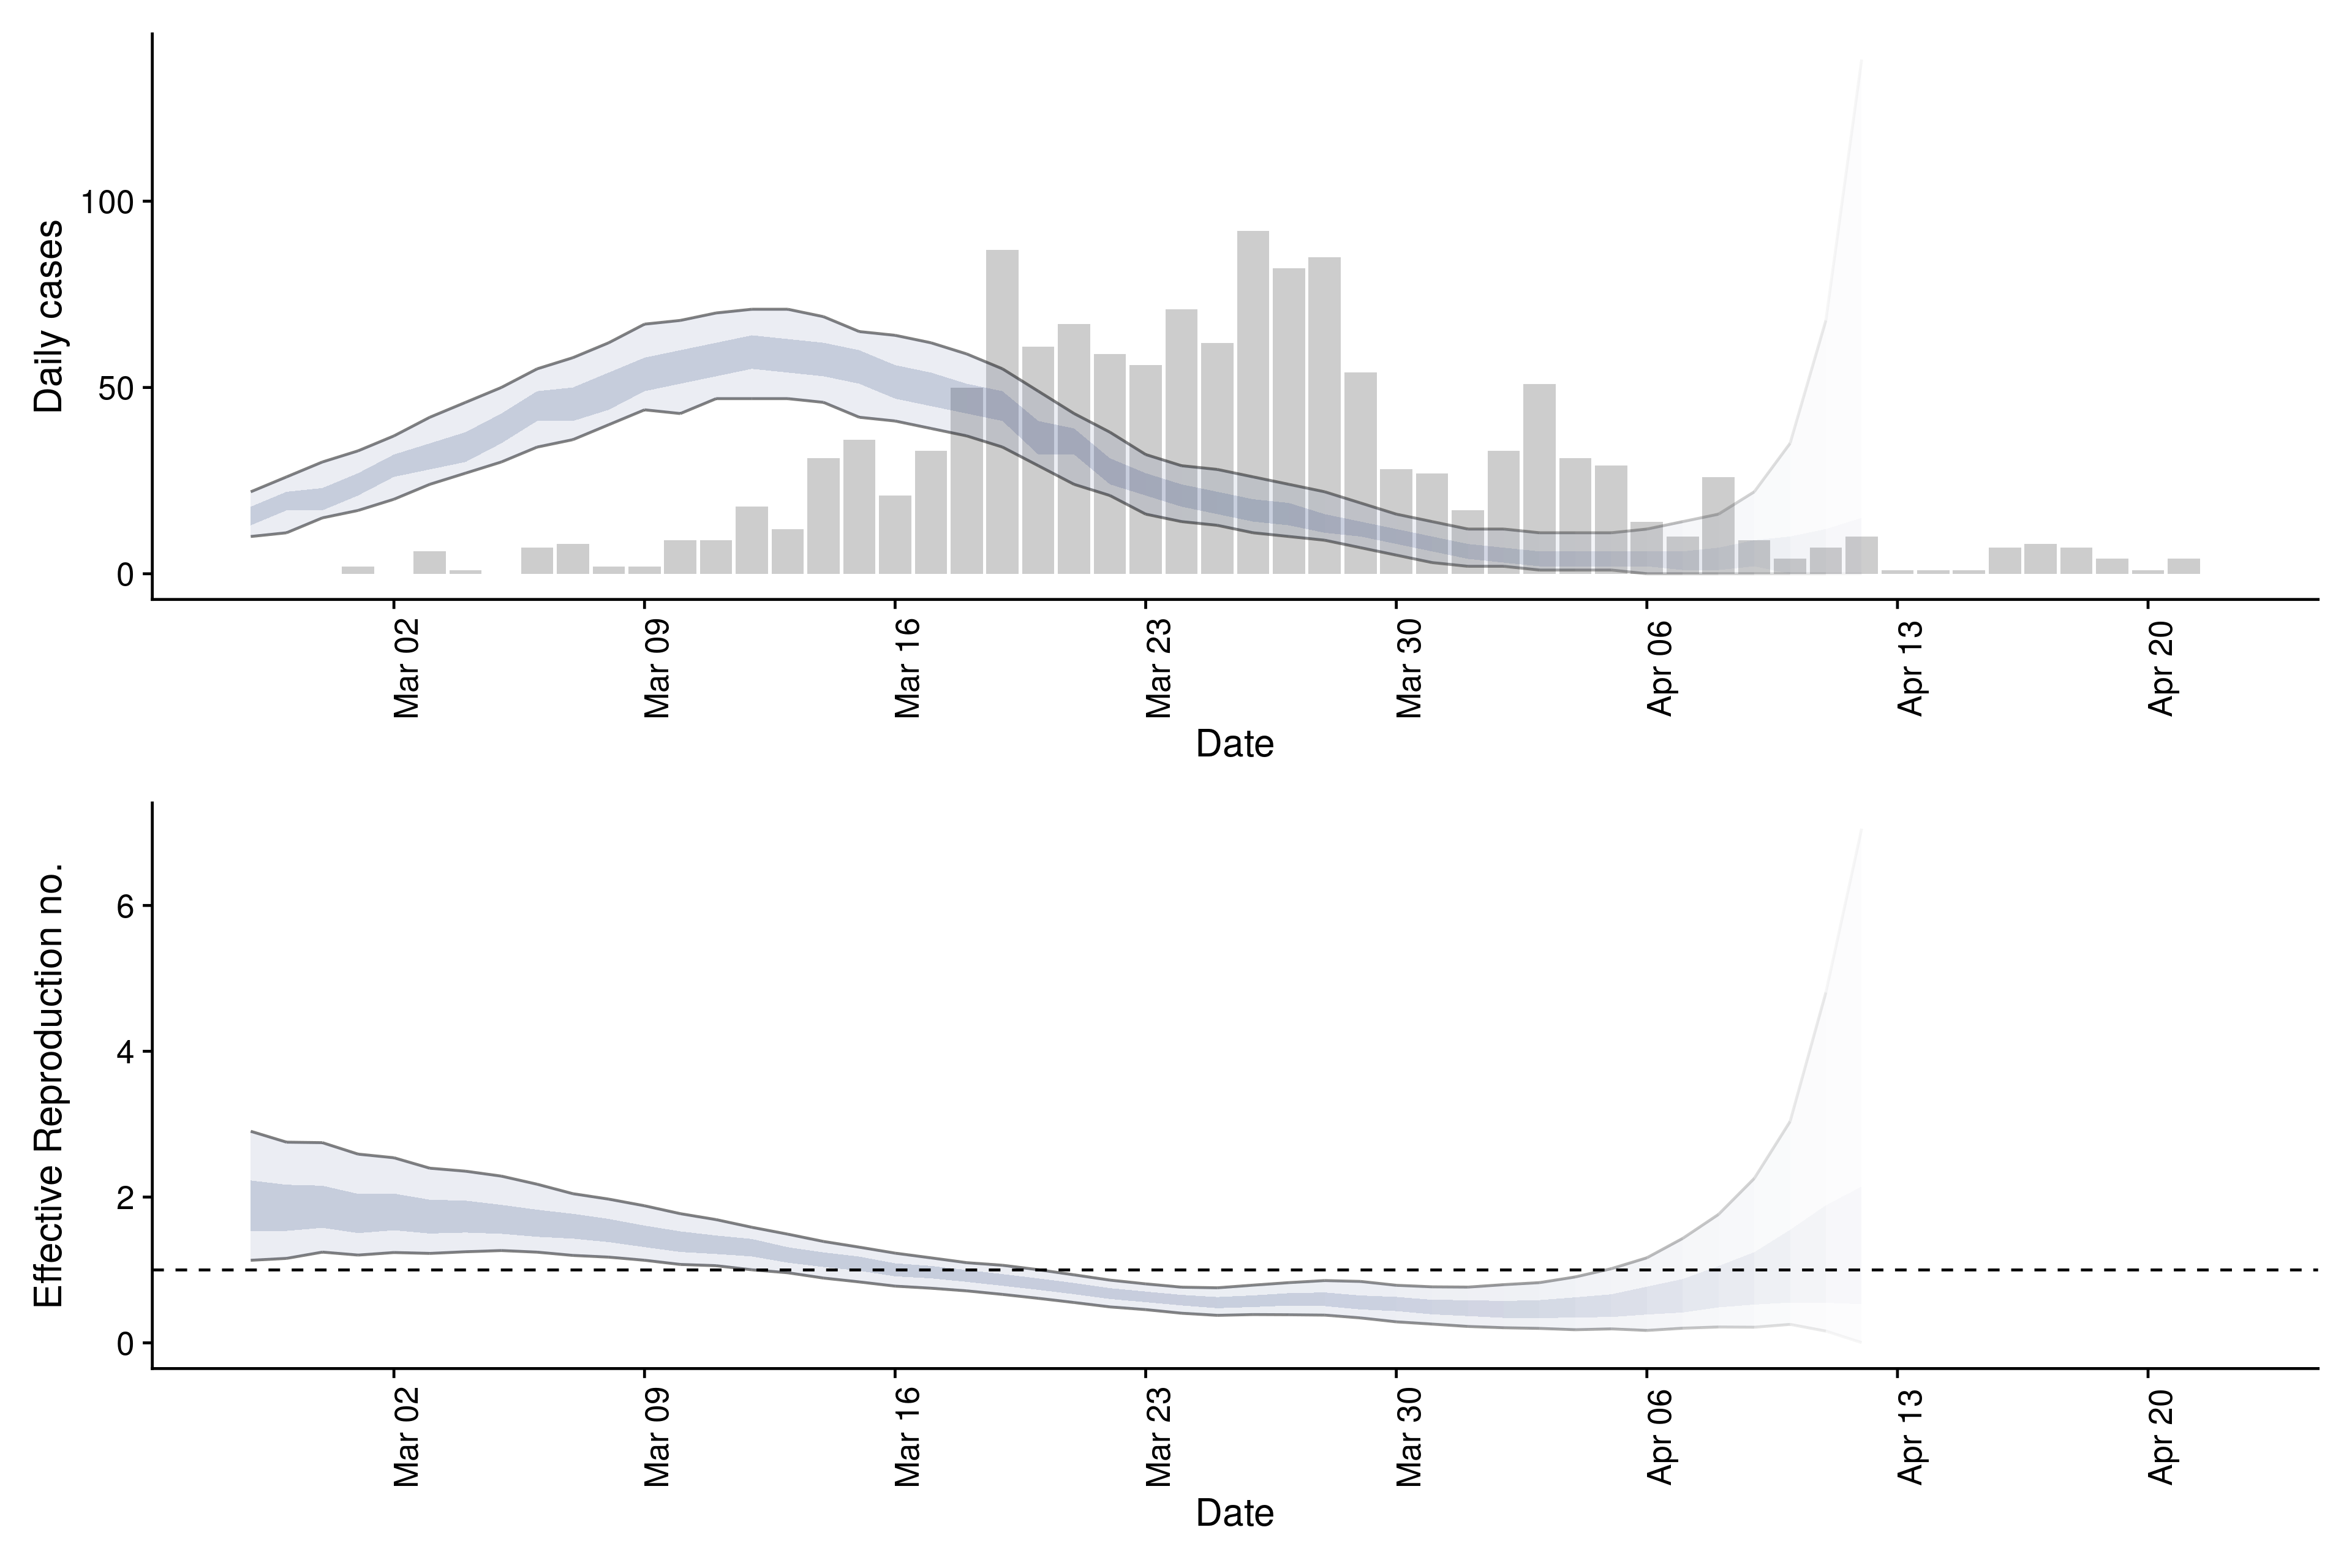 Daily cases
100
50
0
Mar 02
Mar 09
Mar 16
Mar 23
Mar 30
Apr 06
Apr 13
Apr 20
Date
Effective Reproduction no.
6
4
2
0
Mar 02
Mar 09
Mar 16
Mar 23
Mar 30
Apr 06
Apr 13
Apr 20
Date